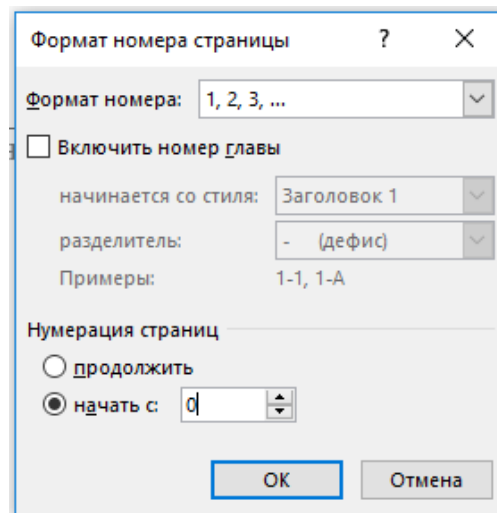 Формат номера страницы ?
Формат номера: 1, 2, 3, ...
Включить номер главы
начинается со стиля: Заголовок 1
разделитель: - (дефис)
Примеры: 1-1, 1-A
Нумерация страниц
продолжить
начать с: 0
ОК Отмена